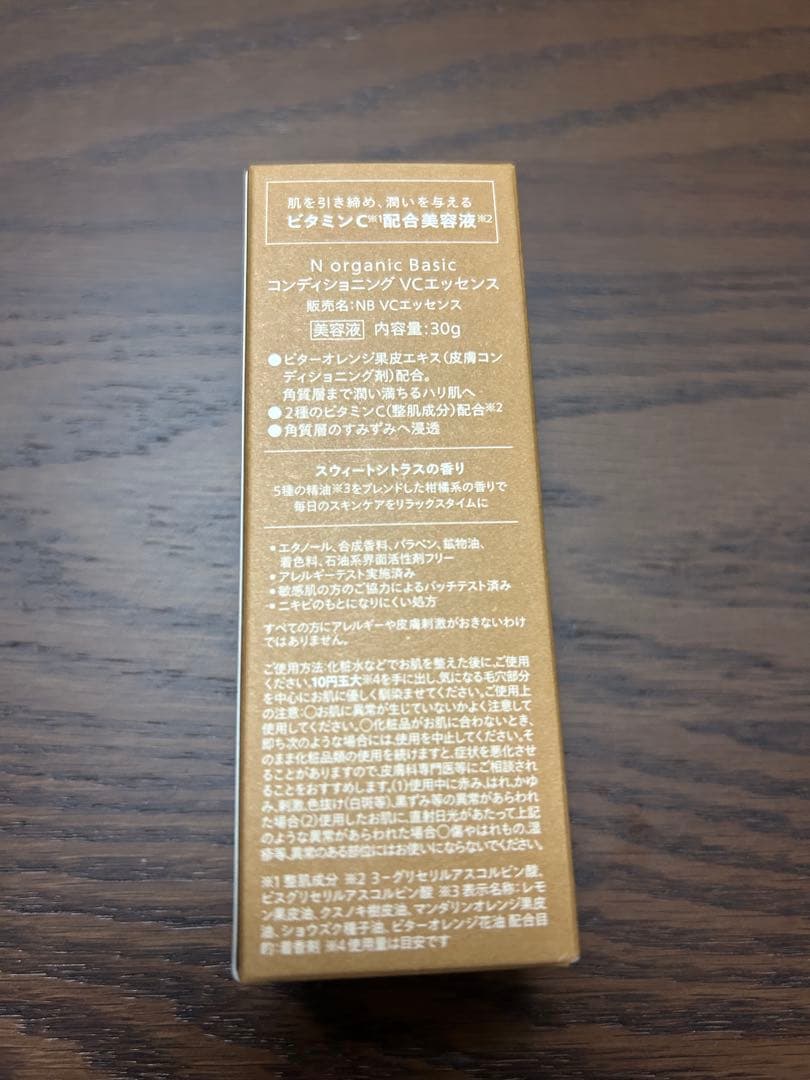 肌を引き締め、潤いを与える
ビタミンC※1配合美容液※2
N organic Basic
コンディショニング VCエッセンス
販売名:NB VCエッセンス
美容液 内容量:30g
●ビターオレンジ果皮エキス(皮膚コン
ディショニング剤)配合。
角質層まで潤い満ちるハリ肌へ
●2種のビタミンC(整肌成分)配合※2
●角質層のすみずみへ浸透
スウィートシトラスの香り
5種の精油※3をブレンドした柑橘系の香りで
毎日のスキンケアをリラックスタイムに
・エタノール、合成香料、パラベン、鉱物油、
着色料、石油系界面活性剤フリー
・アレルギーテスト実施済み
・敏感肌の方のご協力によるパッチテスト済み
・ニキビのもとになりにくい処方
すべての方にアレルギーや皮膚刺激がおきないわけ
ではありません。
ご使用方法:化粧水などでお肌を整えた後に、ご使用
ください。10円玉大※4を手に出し、気になる毛穴部分
を中心にお肌に優しく馴染ませてください。ご使用上
の注意:〇お肌に異常が生じていないかよく注意して
使用してください。〇化粧品がお肌に合わないとき、
即ち次のような場合には、使用を中止してください。そ
のまま化粧品類の使用を続けますと、症状を悪化させ
ることがありますので、皮膚科専門医等にご相談され
ることをおすすめします。(1)使用中に赤み、はれ、かゆ
み、刺激、色抜け(白斑等)、黒ずみ等の異常があらわれ
た場合(2)使用したお肌に、直射日光があたって上記
のような異常があらわれた場合〇傷やはれもの、湿
疹等、異常のある部位にはお使いにならないでください。
※1 整肌成分 ※2 3-グリセリルアスコルビン酸、
ビスグリセリルアスコルビン酸 ※3 表示名称:レモ
ン果皮油、クスノキ樹皮油、マンダリンオレンジ果皮
油、ショウズク種子油、ビターオレンジ花油 配合目
的:着香剤 ※4 使用量は目安です